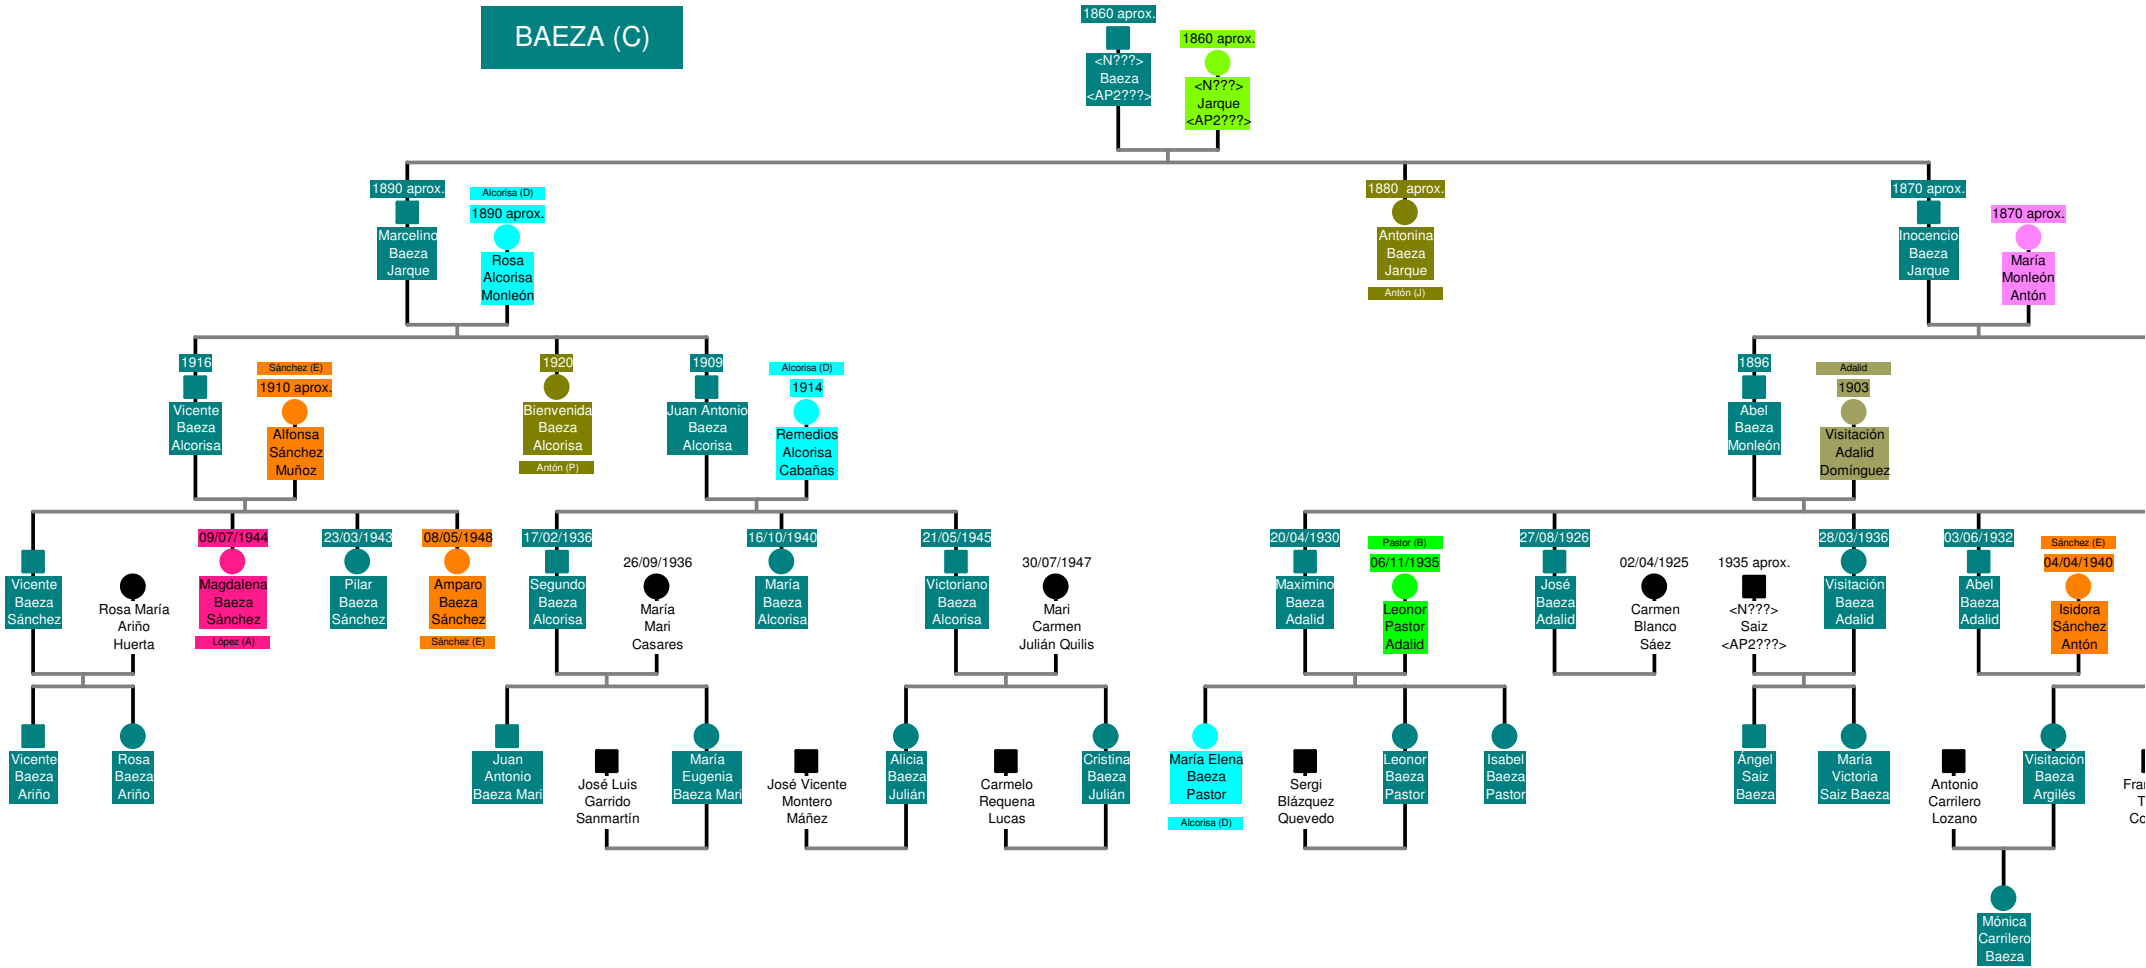 BAEZA (C)
1860 aprox.
<N???>
Baeza
<AP2???>
1860 aprox.
<N???>
Jarque
<AP2???>
1890 aprox.
Marcelino
Baeza
Jarque
Alcorisa (D)
1890 aprox.
Rosa
Alcorisa
Monleón
1880 aprox.
Antonina
Baeza
Jarque
Antón (J)
1870 aprox.
Inocencio
Baeza
Jarque
1870 aprox.
María
Monleón
Antón
1916
Vicente
Baeza
Alcorisa
Sánchez (E)
1910 aprox.
Alfonsa
Sánchez
Muñoz
1920
Bienvenida
Baeza
Alcorisa
Antón (P)
1909
Juan Antonio
Baeza
Alcorisa
Alcorisa (D)
1914
Remedios
Alcorisa
Cabañas
1896
Abel
Baeza
Monleón
Adalid
1903
Visitación
Adalid
Domínguez
Vicente
Baeza
Sánchez
Rosa María
Ariño
Huerta
09/07/1944
Magdalena
Baeza
Sánchez
López (A)
23/03/1943
Pilar
Baeza
Sánchez
08/05/1948
Amparo
Baeza
Sánchez
Sánchez (E)
17/02/1936
Segundo
Baeza
Alcorisa
26/09/1936
María
Mari
Casares
16/10/1940
María
Baeza
Alcorisa
21/05/1945
Victoriano
Baeza
Alcorisa
30/07/1947
Mari
Carmen
Julián Quilis
20/04/1930
Maximino
Baeza
Adalid
Pastor (B)
06/11/1935
Leonor
Pastor
Adalid
27/08/1926
José
Baeza
Adalid
02/04/1925
Carmen
Blanco
Sáez
1935 aprox.
<N???>
Saiz
<AP2???>
28/03/1936
Visitación
Baeza
Adalid
03/06/1932
Abel
Baeza
Adalid
Sánchez (E)
04/04/1940
Isidora
Sánchez
Antón
Vicente
Baeza
Ariño
Rosa
Baeza
Ariño
Juan
Antonio
Baeza Mari
José Luis
Garrido
Sanmartín
María
Eugenia
Baeza Mari
José Vicente
Montero
Máñez
Alicia
Baeza
Julián
Carmelo
Requena
Lucas
Cristina
Baeza
Julián
María Elena
Baeza
Pastor
Alcorisa (D)
Sergi
Blázquez
Quevedo
Leonor
Baeza
Pastor
Isabel
Baeza
Pastor
Ángel
Saiz
Baeza
María
Victoria
Saiz Baeza
Antonio
Carrilero
Lozano
Visitación
Baeza
Argilés
Mónica
Carrilero
Baeza